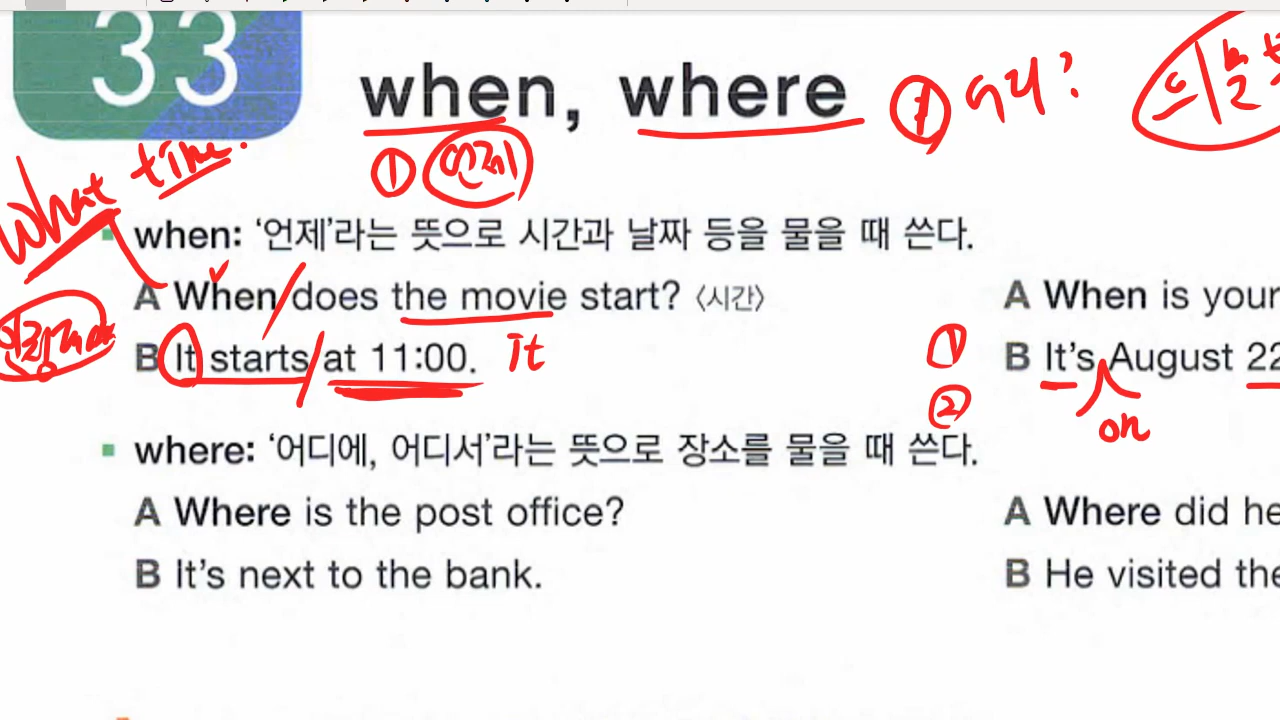 33
when, where
어디?
① 언제
What time.
when: ‘언제’라는 뜻으로 시간과 날짜 등을 물을 때 쓴다.
A When does the movie start? 〈시간〉
B It starts at 11:00. It
A When is your
① B It’s August 22
②
on
where: ‘어디에, 어디서’라는 뜻으로 장소를 물을 때 쓴다.
A Where is the post office?
B It’s next to the bank.
A Where did he
B He visited the